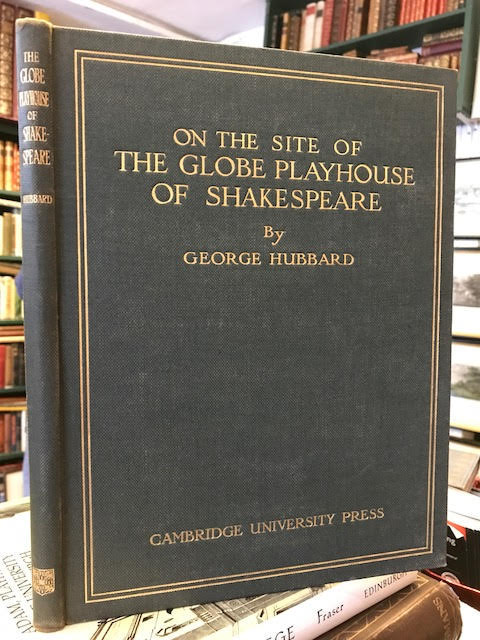 THE
GLOBE
PLAYHOUSE
OF
SHAKE-
SPEARE
HUBBARD
ON THE SITE OF
THE GLOBE PLAYHOUSE
OF SHAKESPEARE
By
GEORGE HUBBARD
CAMBRIDGE UNIVERSITY PRESS
Fraser
EDINBURGH